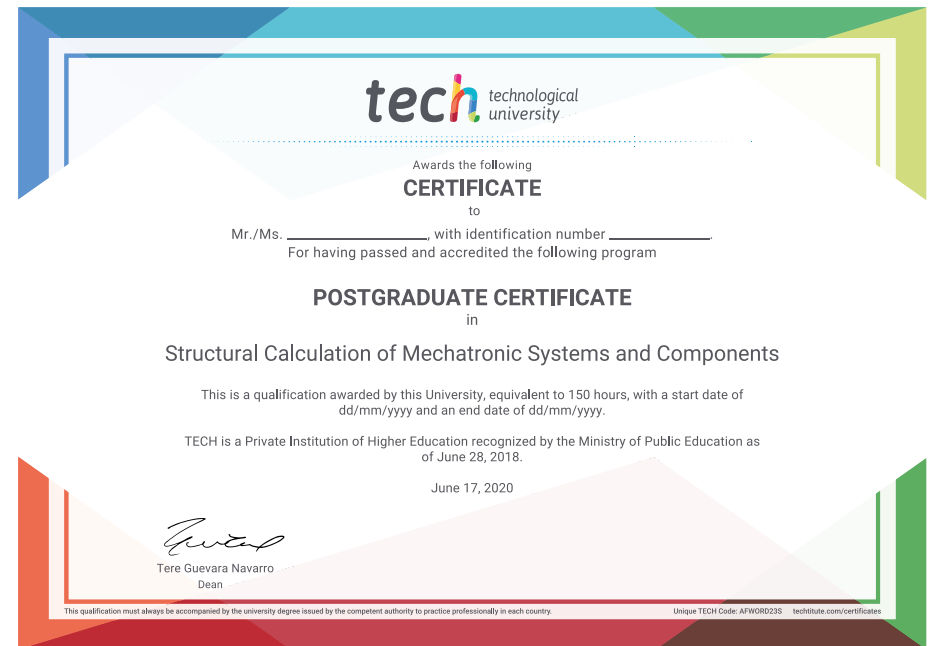 tech technological
university
Awards the following
CERTIFICATE
to
Mr./Ms. ____________________, with identification number ______________.
For having passed and accredited the following program
POSTGRADUATE CERTIFICATE
in
Structural Calculation of Mechatronic Systems and Components
This is a qualification awarded by this University, equivalent to 150 hours, with a start date of
dd/mm/yyyy and an end date of dd/mm/yyyy.
TECH is a Private Institution of Higher Education recognized by the Ministry of Public Education as
of June 28, 2018.
June 17, 2020
Tere Guevara Navarro
Dean
This qualification must always be accompanied by the university degree issued by the competent authority to practice professionally in each country.
Unique TECH Code: AFWORD23S techtitute.com/certificates